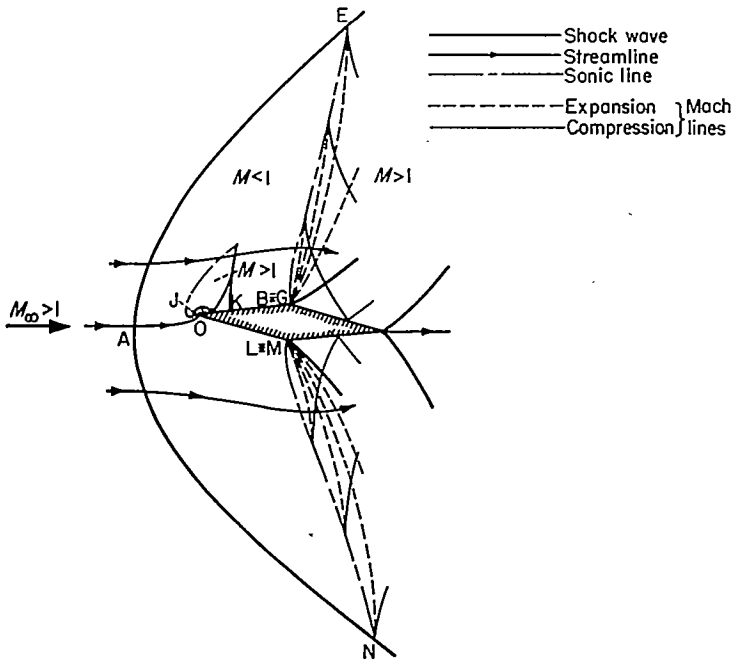 E
Shock wave
Streamline
Sonic line
Expansion
Compression
Mach
lines
M<1
M>1
M>1
M∞>1
J
K
B≡G
O
A
L≡M
N